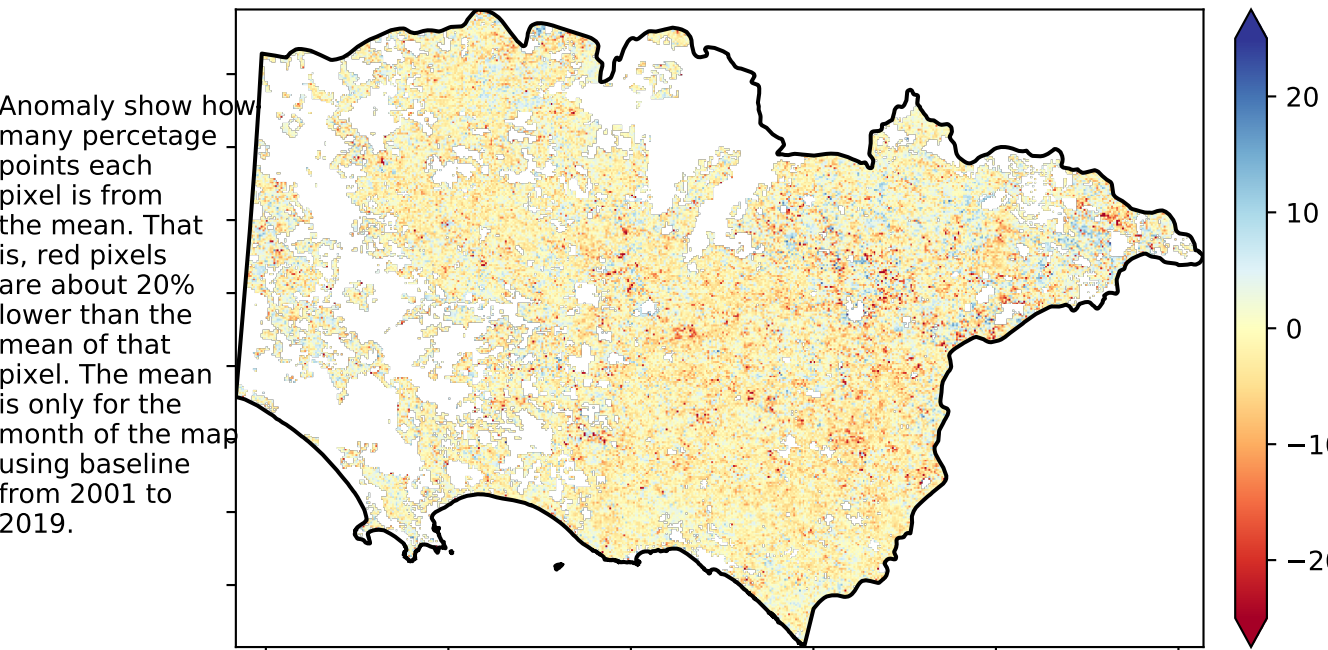 Anomaly show how
many percetage
points each
pixel is from
the mean. That
is, red pixels
are about 20%
lower than the
mean of that
pixel. The mean
is only for the
month of the map
using baseline
from 2001 to
2019.
20
10
0
−10
−20